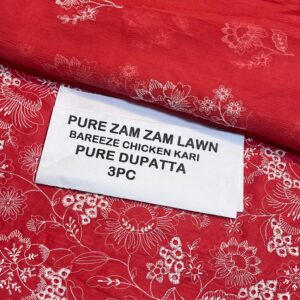 PURE ZAM ZAM LAWN
BAREEZE CHICKEN KARI
PURE DUPATTA
3PC